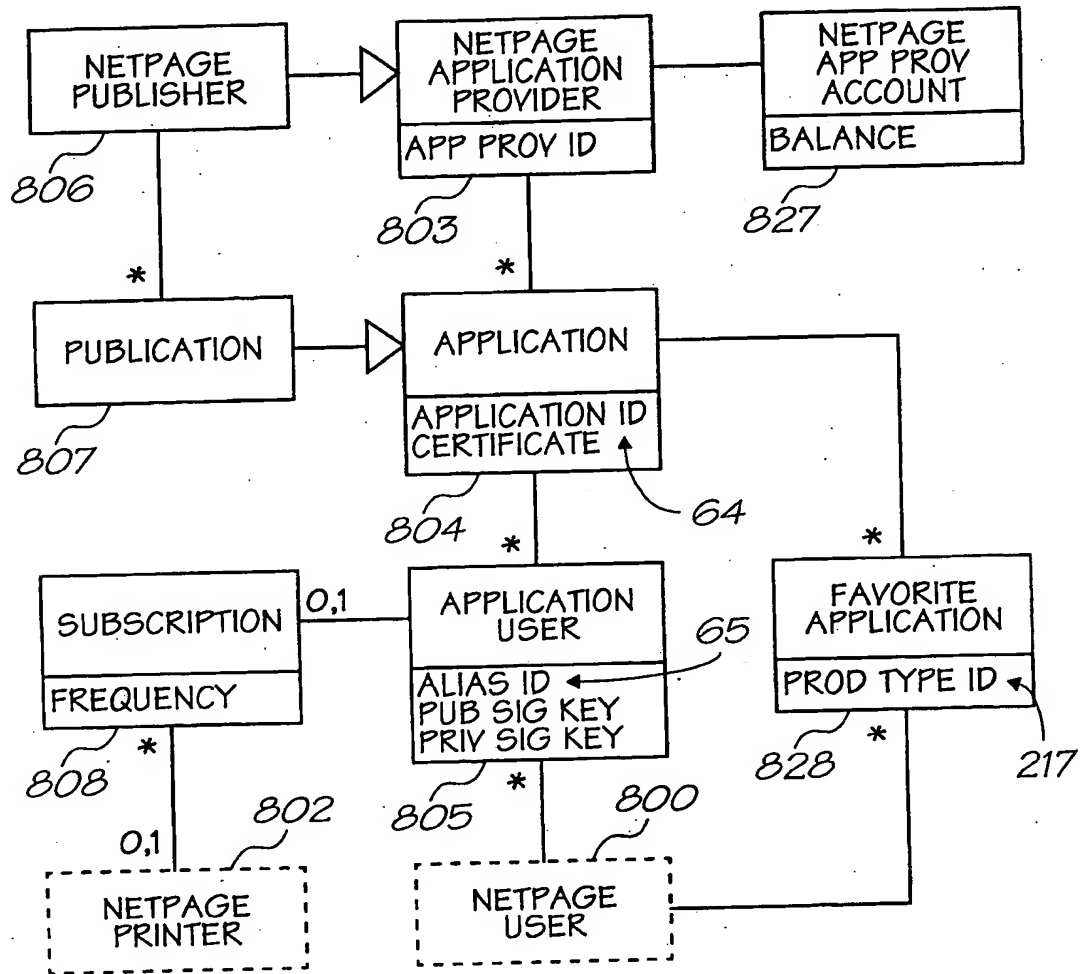 NETPAGE
PUBLISHER
806
NETPAGE
APPLICATION
PROVIDER
APP PROV ID
803
NETPAGE
APP PROV
ACCOUNT
BALANCE
827
*
*
PUBLICATION
807
APPLICATION
APPLICATION ID
CERTIFICATE
804
64
*
*
SUBSCRIPTION
FREQUENCY
808
0,1
APPLICATION
USER
ALIAS ID
PUB SIG KEY
PRIV SIG KEY
805
65
FAVORITE
APPLICATION
PROD TYPE ID
828
217
*
*
*
0,1
802
800
NETPAGE
PRINTER
NETPAGE
USER